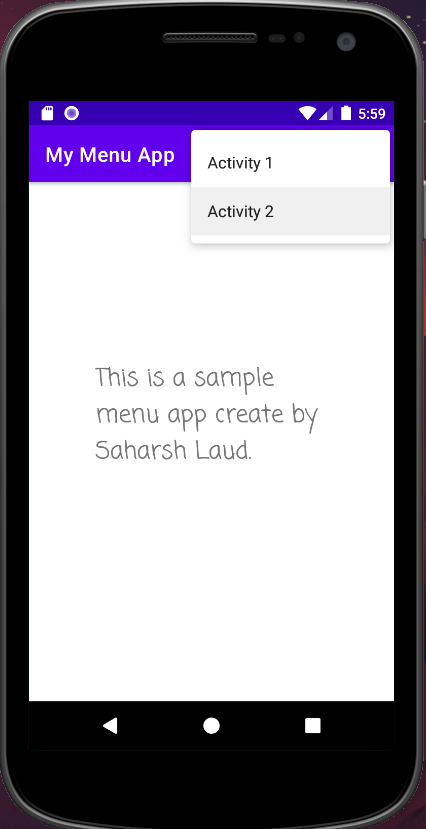 5:59
My Menu App
Activity 1
Activity 2
This is a sample
menu app create by
Saharsh Laud.